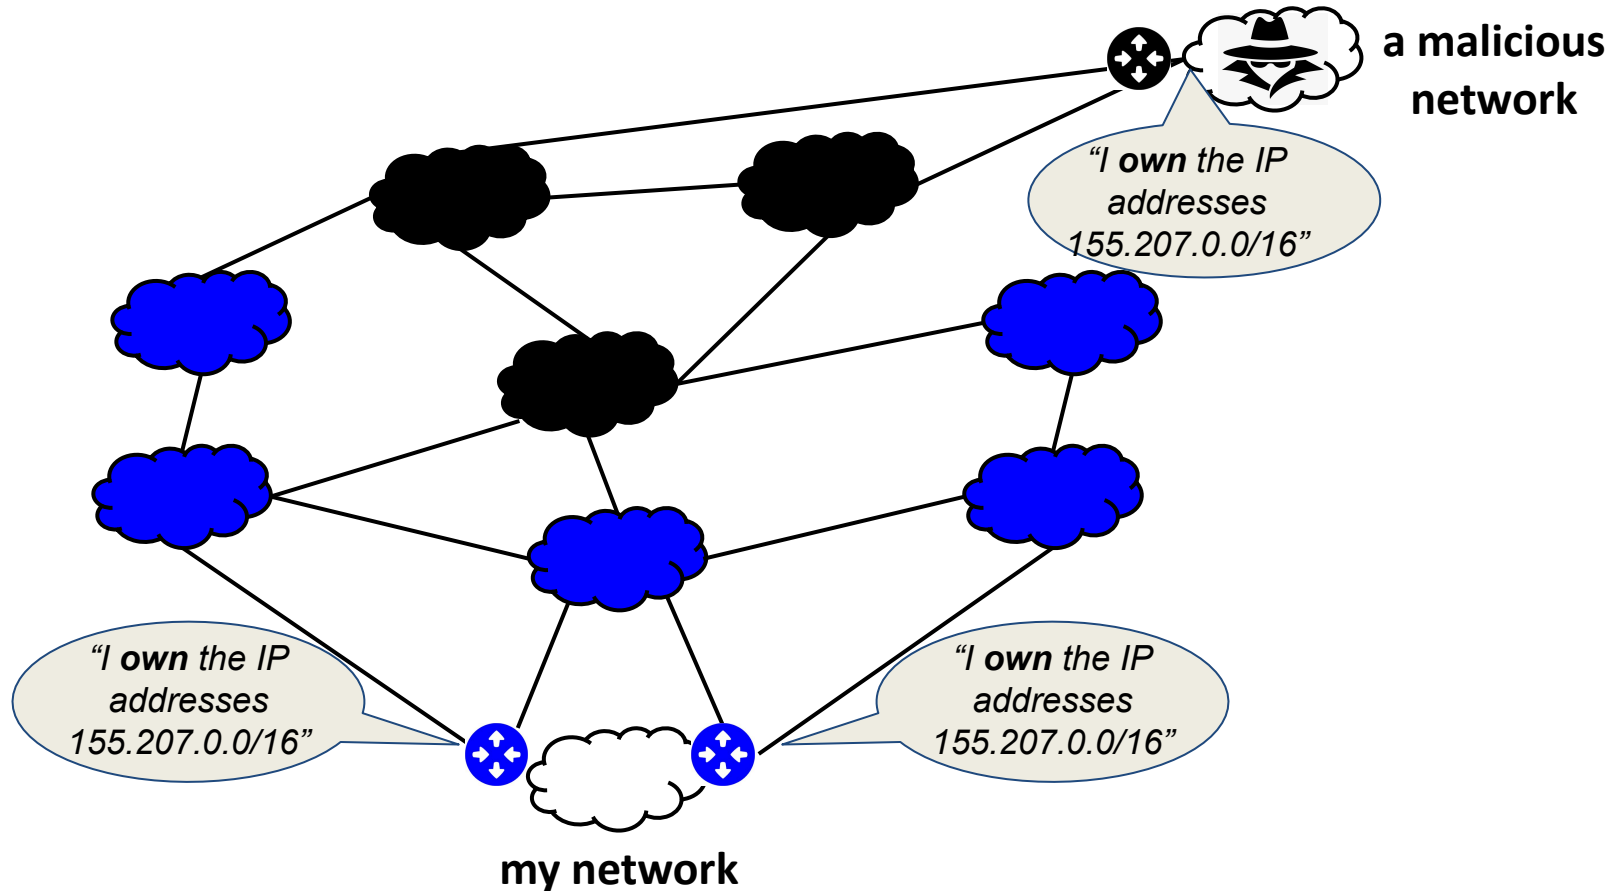 a malicious
network
“I own the IP
addresses
155.207.0.0/16”
“I own the IP
addresses
155.207.0.0/16”
“I own the IP
addresses
155.207.0.0/16”
my network